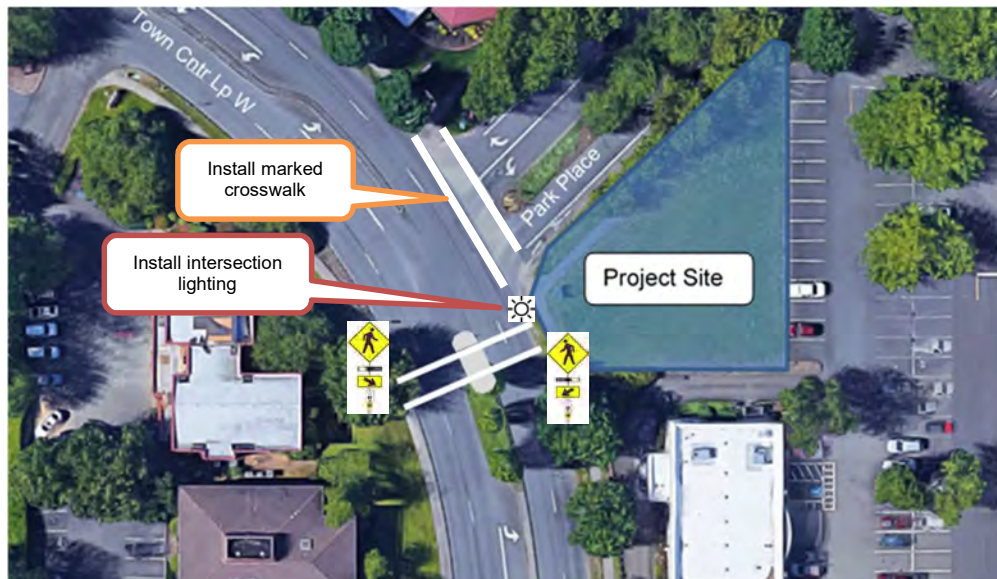 Town Cntr Lp W
Install marked
crosswalk
Park Place
Install intersection
lighting
Project Site